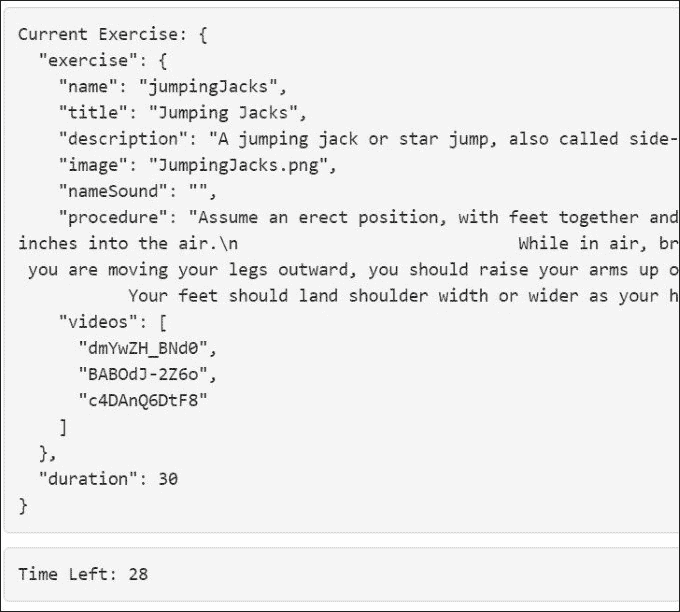 Current Exercise: {
  "exercise": {
    "name": "jumpingJacks",
    "title": "Jumping Jacks",
    "description": "A jumping jack or star jump, also called side-
    "image": "JumpingJacks.png",
    "nameSound": "",
    "procedure": "Assume an erect position, with feet together and
inches into the air.\n                            While in air, br
 you are moving your legs outward, you should raise your arms up o
           Your feet should land shoulder width or wider as your h
    "videos": [
      "dmYwZH_BNd0",
      "BABOdJ-2Z6o",
      "c4DAnQ6DtF8"
    ]
  },
  "duration": 30
}
Time Left: 28